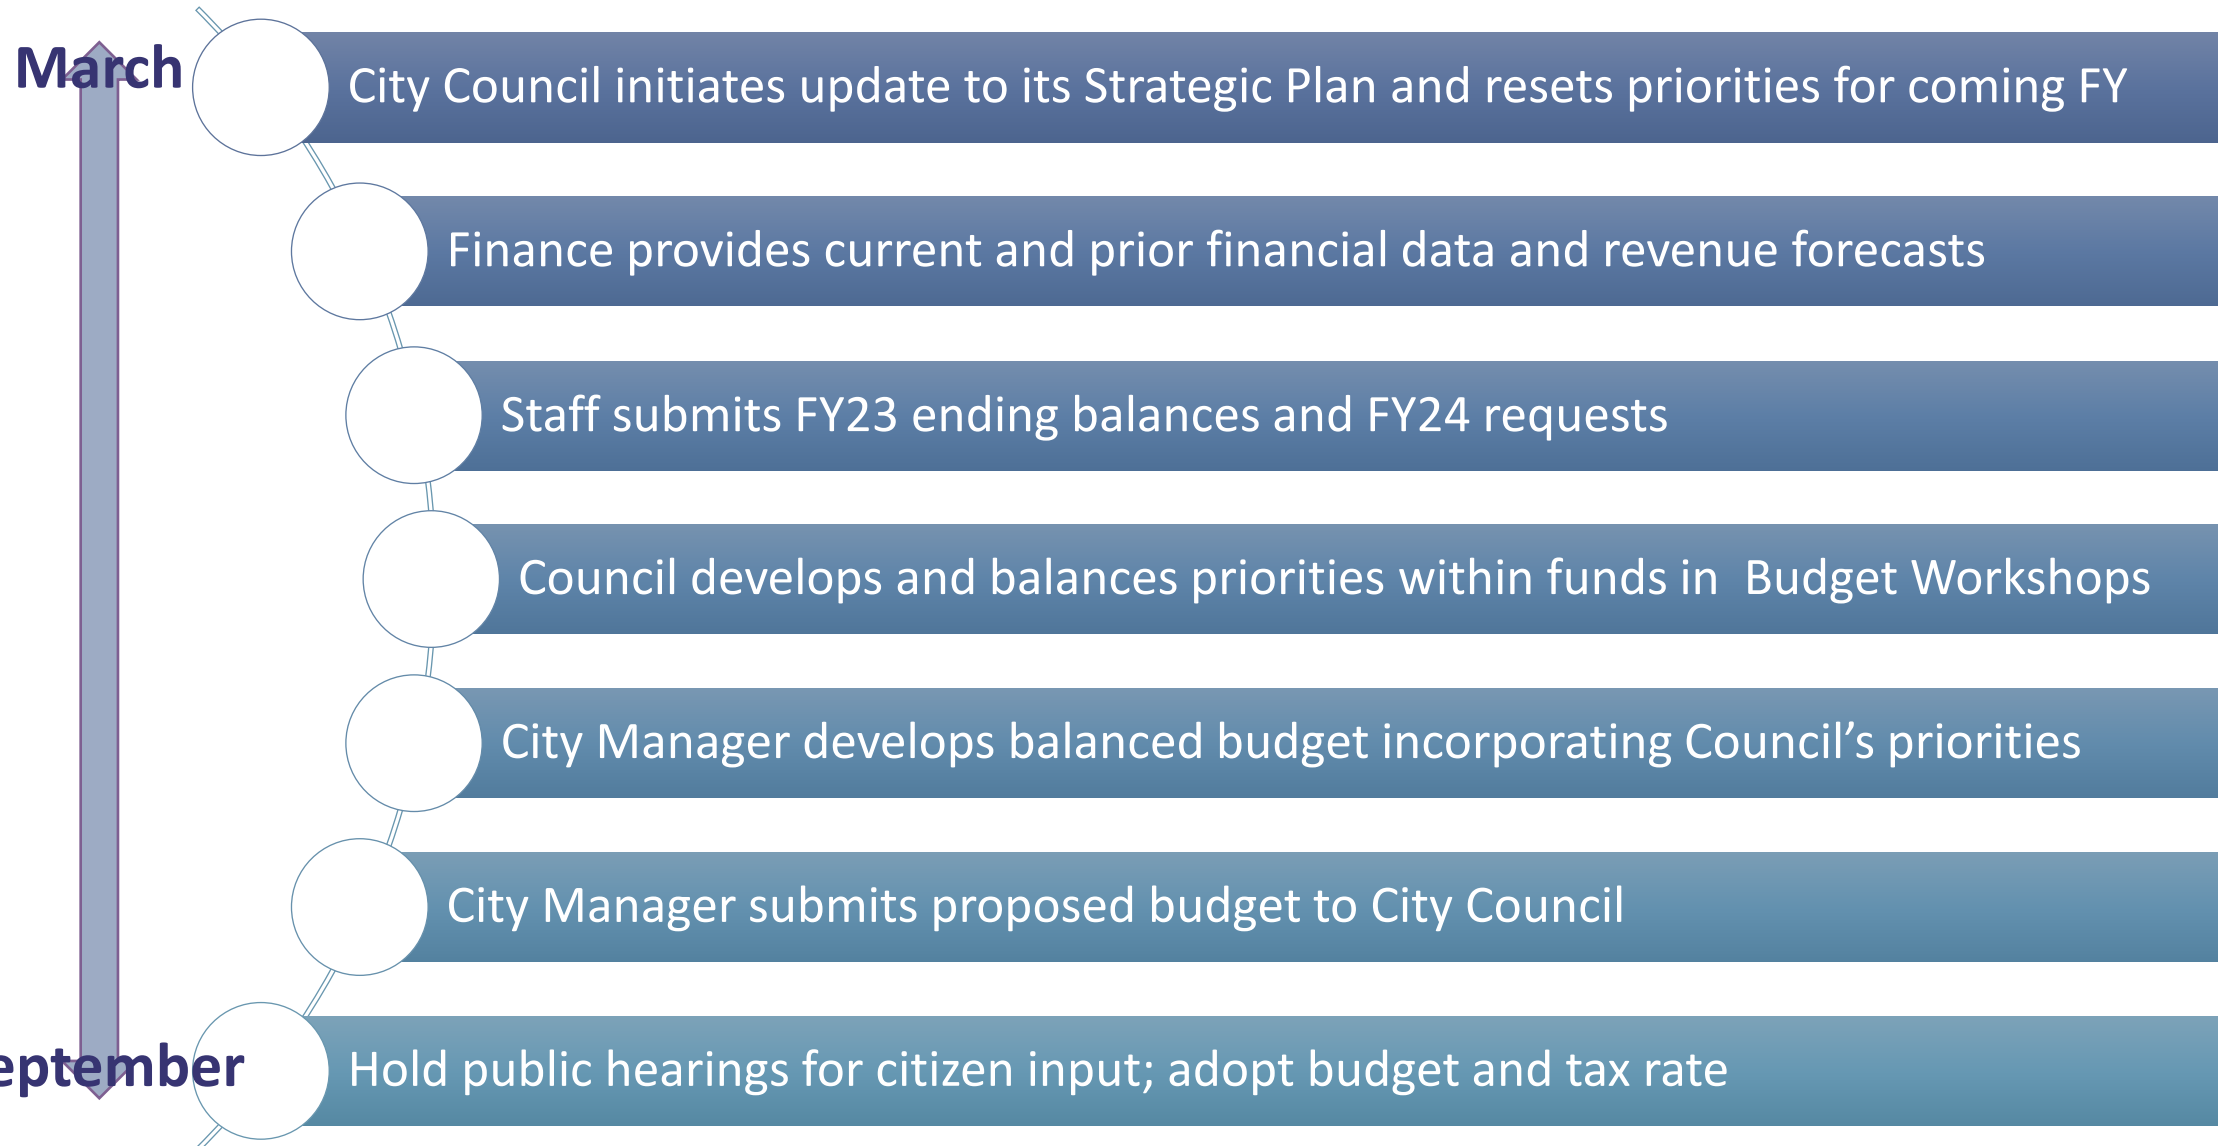 March
City Council initiates update to its Strategic Plan and resets priorities for coming FY
Finance provides current and prior financial data and revenue forecasts
Staff submits FY23 ending balances and FY24 requests
Council develops and balances priorities within funds in  Budget Workshops
City Manager develops balanced budget incorporating Council’s priorities
City Manager submits proposed budget to City Council
eptember
Hold public hearings for citizen input; adopt budget and tax rate